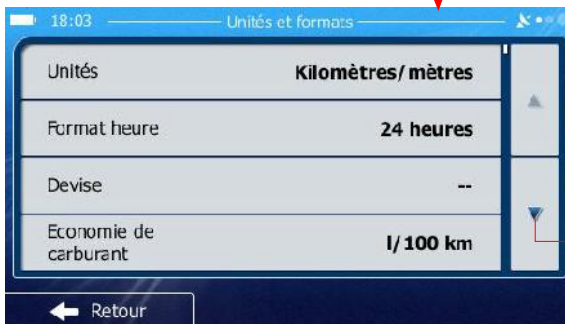 18:03 Unités et formats
Unités Kilomètres/mètres
Format heure 24 heures
Devise --
Economie de
carburant l/100 km
Retour